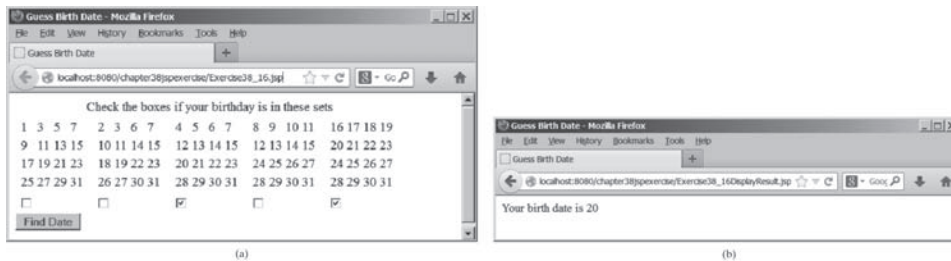 Guess Birth Date - Mozilla Firefox
File Edit View History Bookmarks Tools Help
Guess Birth Date
localhost:8080/chapter38jspexercise/Exercise38_16.jsp
Check the boxes if your birthday is in these sets
1 3 5 7 2 3 6 7 4 5 6 7 8 9 10 11 16 17 18 19
9 11 13 15 10 11 14 15 12 13 14 15 12 13 14 15 20 21 22 23
17 19 21 23 18 19 22 23 20 21 22 23 24 25 26 27 24 25 26 27
25 27 29 31 26 27 30 31 28 29 30 31 28 29 30 31 28 29 30 31
Find Date
(a)
Guess Birth Date - Mozilla Firefox
File Edit View History Bookmarks Tools Help
Guess Birth Date
localhost:8080/chapter38jspexercise/Exercise38_16DisplayResult.jsp
Your birth date is 20
(b)